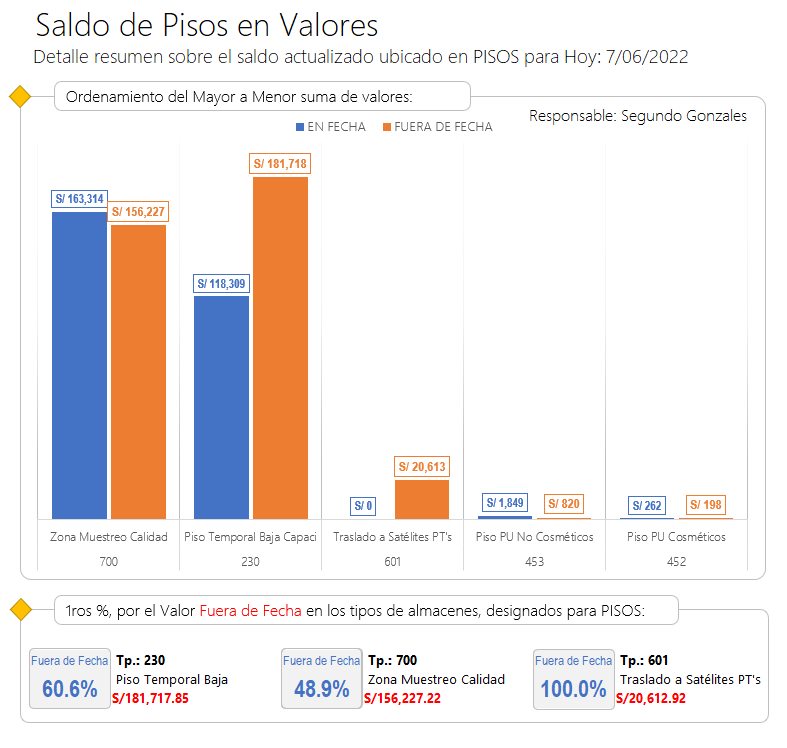 Saldo de Pisos en Valores
Detalle resumen sobre el saldo actualizado ubicado en PISOS para Hoy: 7/06/2022
Ordenamiento del Mayor a Menor suma de valores:
Responsable: Segundo Gonzales
EN FECHA FUERA DE FECHA
S/ 181,718
S/ 163,314
S/ 156,227
S/ 118,309
S/ 20,613
S/ 0
S/ 1,849
S/ 820
S/ 262
S/ 198
Zona Muestreo Calidad Piso Temporal Baja Capaci Traslado a Satélites PT's Piso PU No Cosméticos Piso PU Cosméticos
700 230 601 453 452
1ros %, por el Valor Fuera de Fecha en los tipos de almacenes, designados para PISOS:
Fuera de Fecha
60.6%
Tp.: 230
Piso Temporal Baja
S/181,717.85
Fuera de Fecha
48.9%
Tp.: 700
Zona Muestreo Calidad
S/156,227.22
Fuera de Fecha
100.0%
Tp.: 601
Traslado a Satélites PT's
S/20,612.92